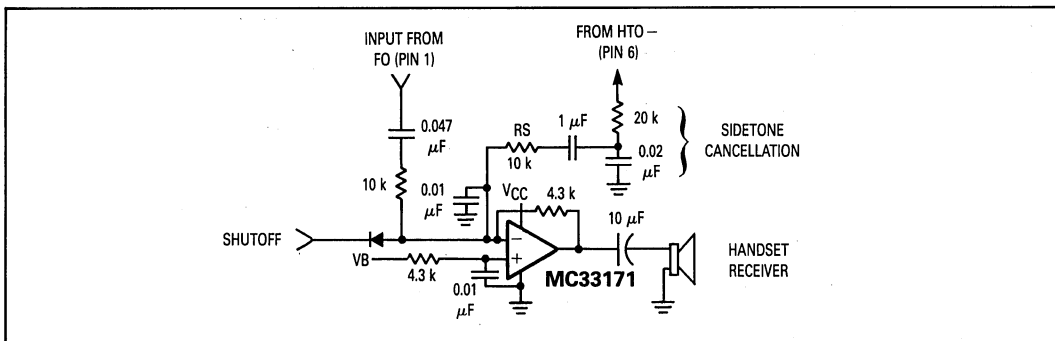 INPUT FROM
FO (PIN 1)
FROM HTO –
(PIN 6)
0.047
μF
10 k
RS
10 k
1 μF
20 k
0.02
μF
SIDETONE
CANCELLATION
0.01
μF
VCC
4.3 k
10 μF
SHUTOFF
VB
4.3 k
–
+
0.01
μF
MC33171
HANDSET
RECEIVER